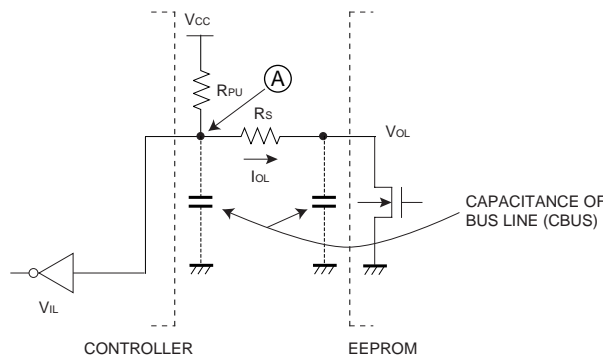 VCC
A
RPU
RS
VOL
IOL
CAPACITANCE OF
BUS LINE (CBUS)
VIL
CONTROLLER
EEPROM